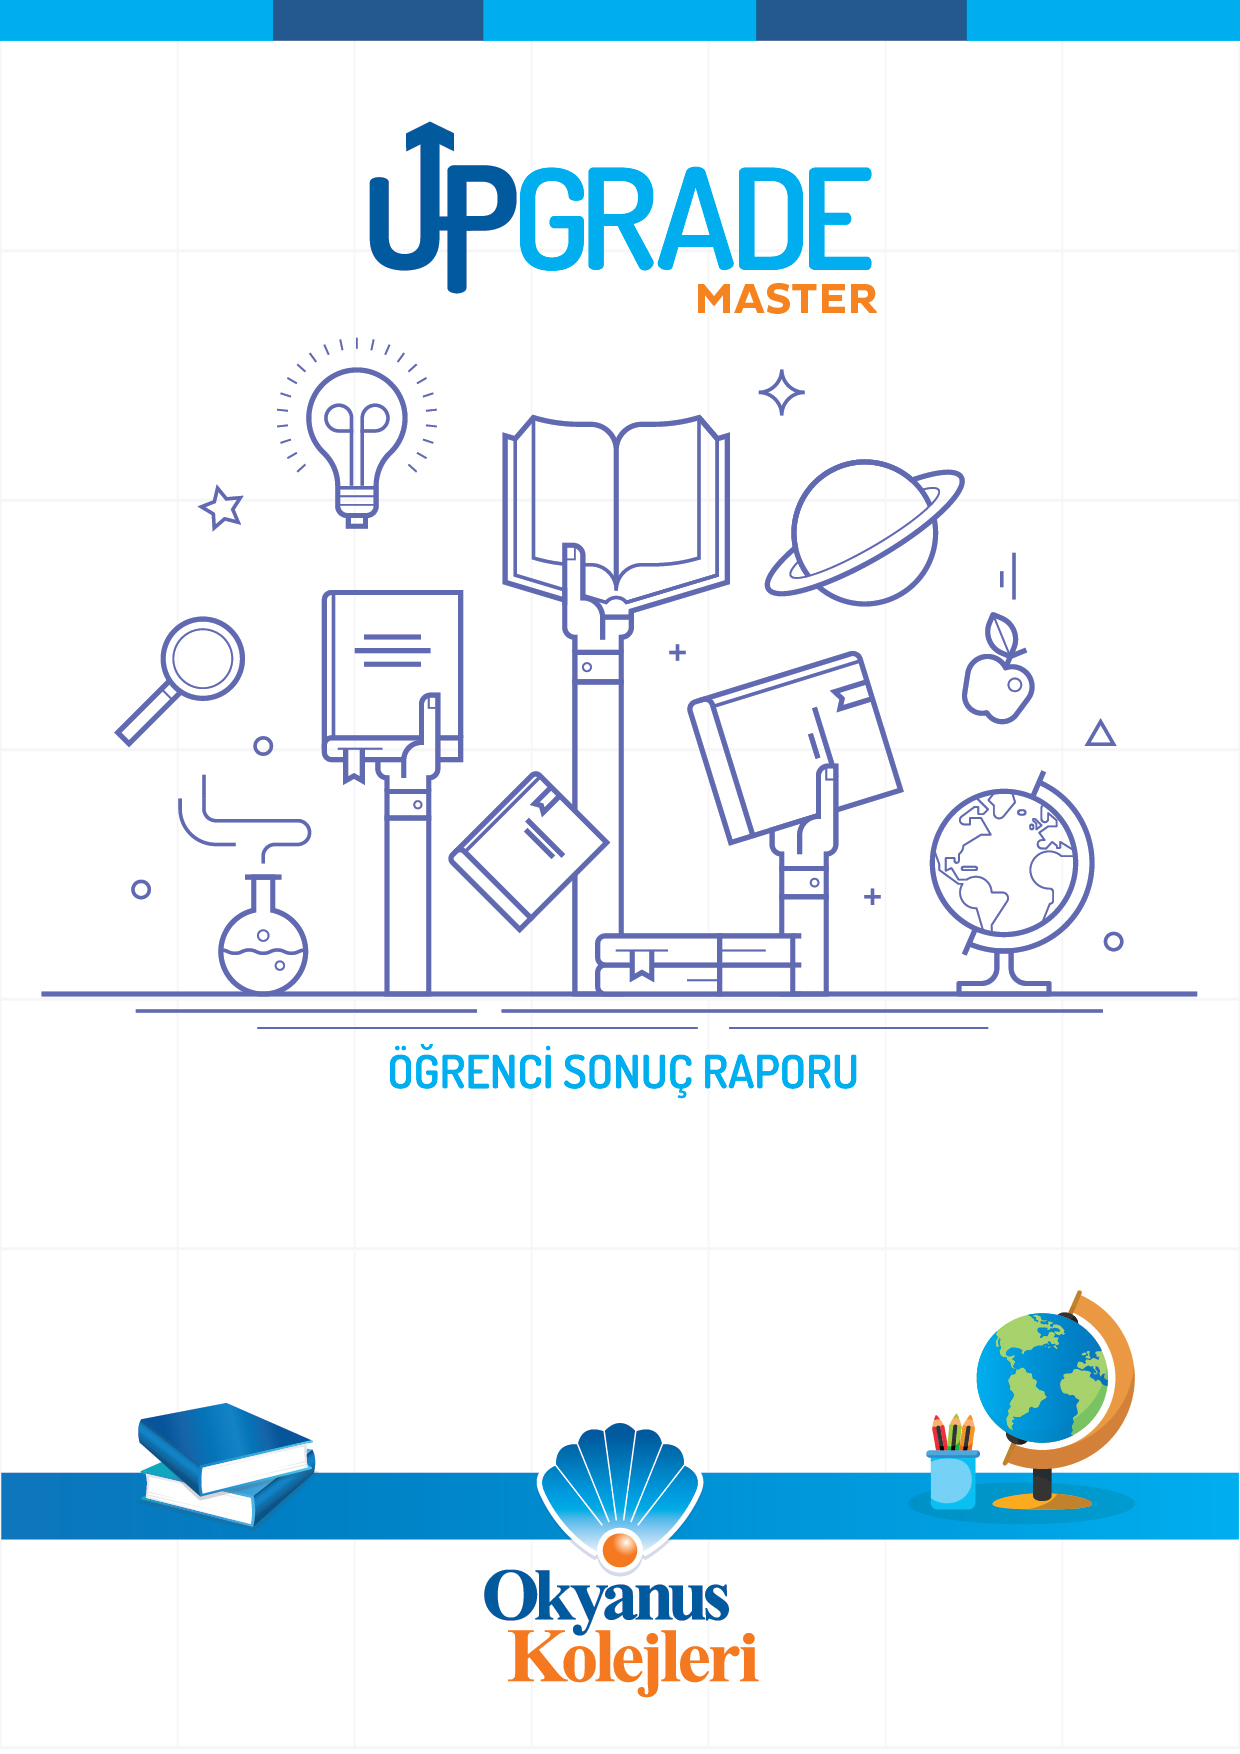 UPGRADE
MASTER
ÖĞRENCİ SONUÇ RAPORU
Okyanus
Kolejleri